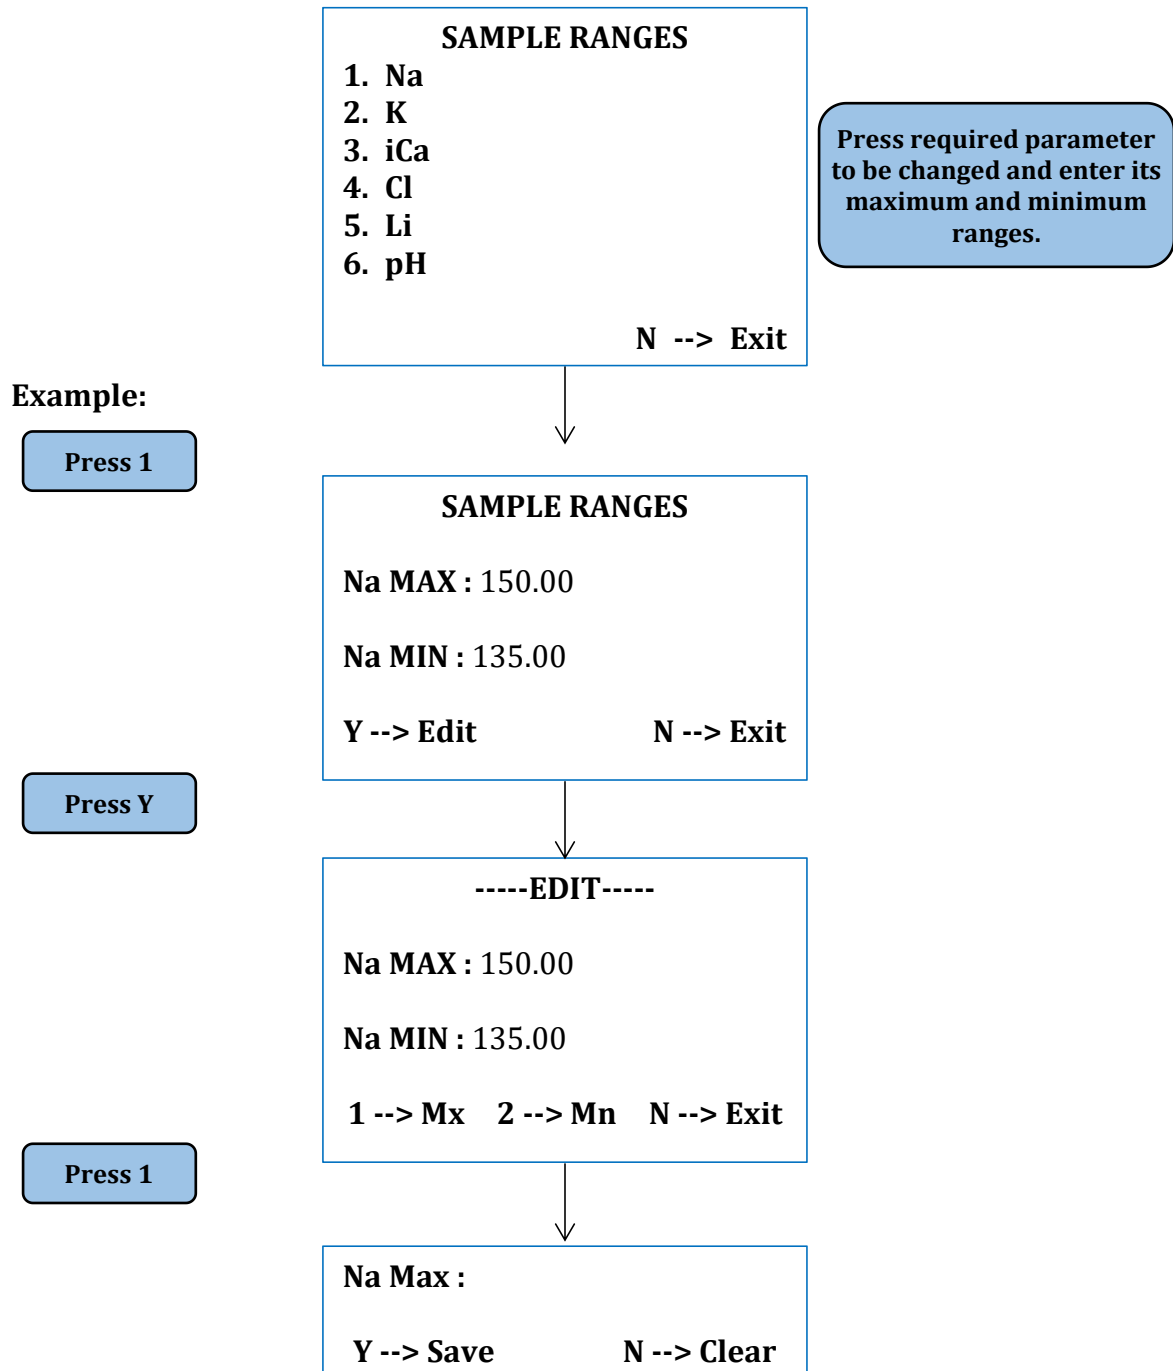 SAMPLE RANGES
1. Na
2. K
3. iCa
4. Cl
5. Li
6. pH
N --> Exit
Press required parameter
to be changed and enter its
maximum and minimum
ranges.
Example:
Press 1
SAMPLE RANGES
Na MAX : 150.00
Na MIN : 135.00
Y --> Edit N --> Exit
Press Y
-----EDIT-----
Na MAX : 150.00
Na MIN : 135.00
1 --> Mx 2 --> Mn N --> Exit
Press 1
Na Max :
Y --> Save N --> Clear